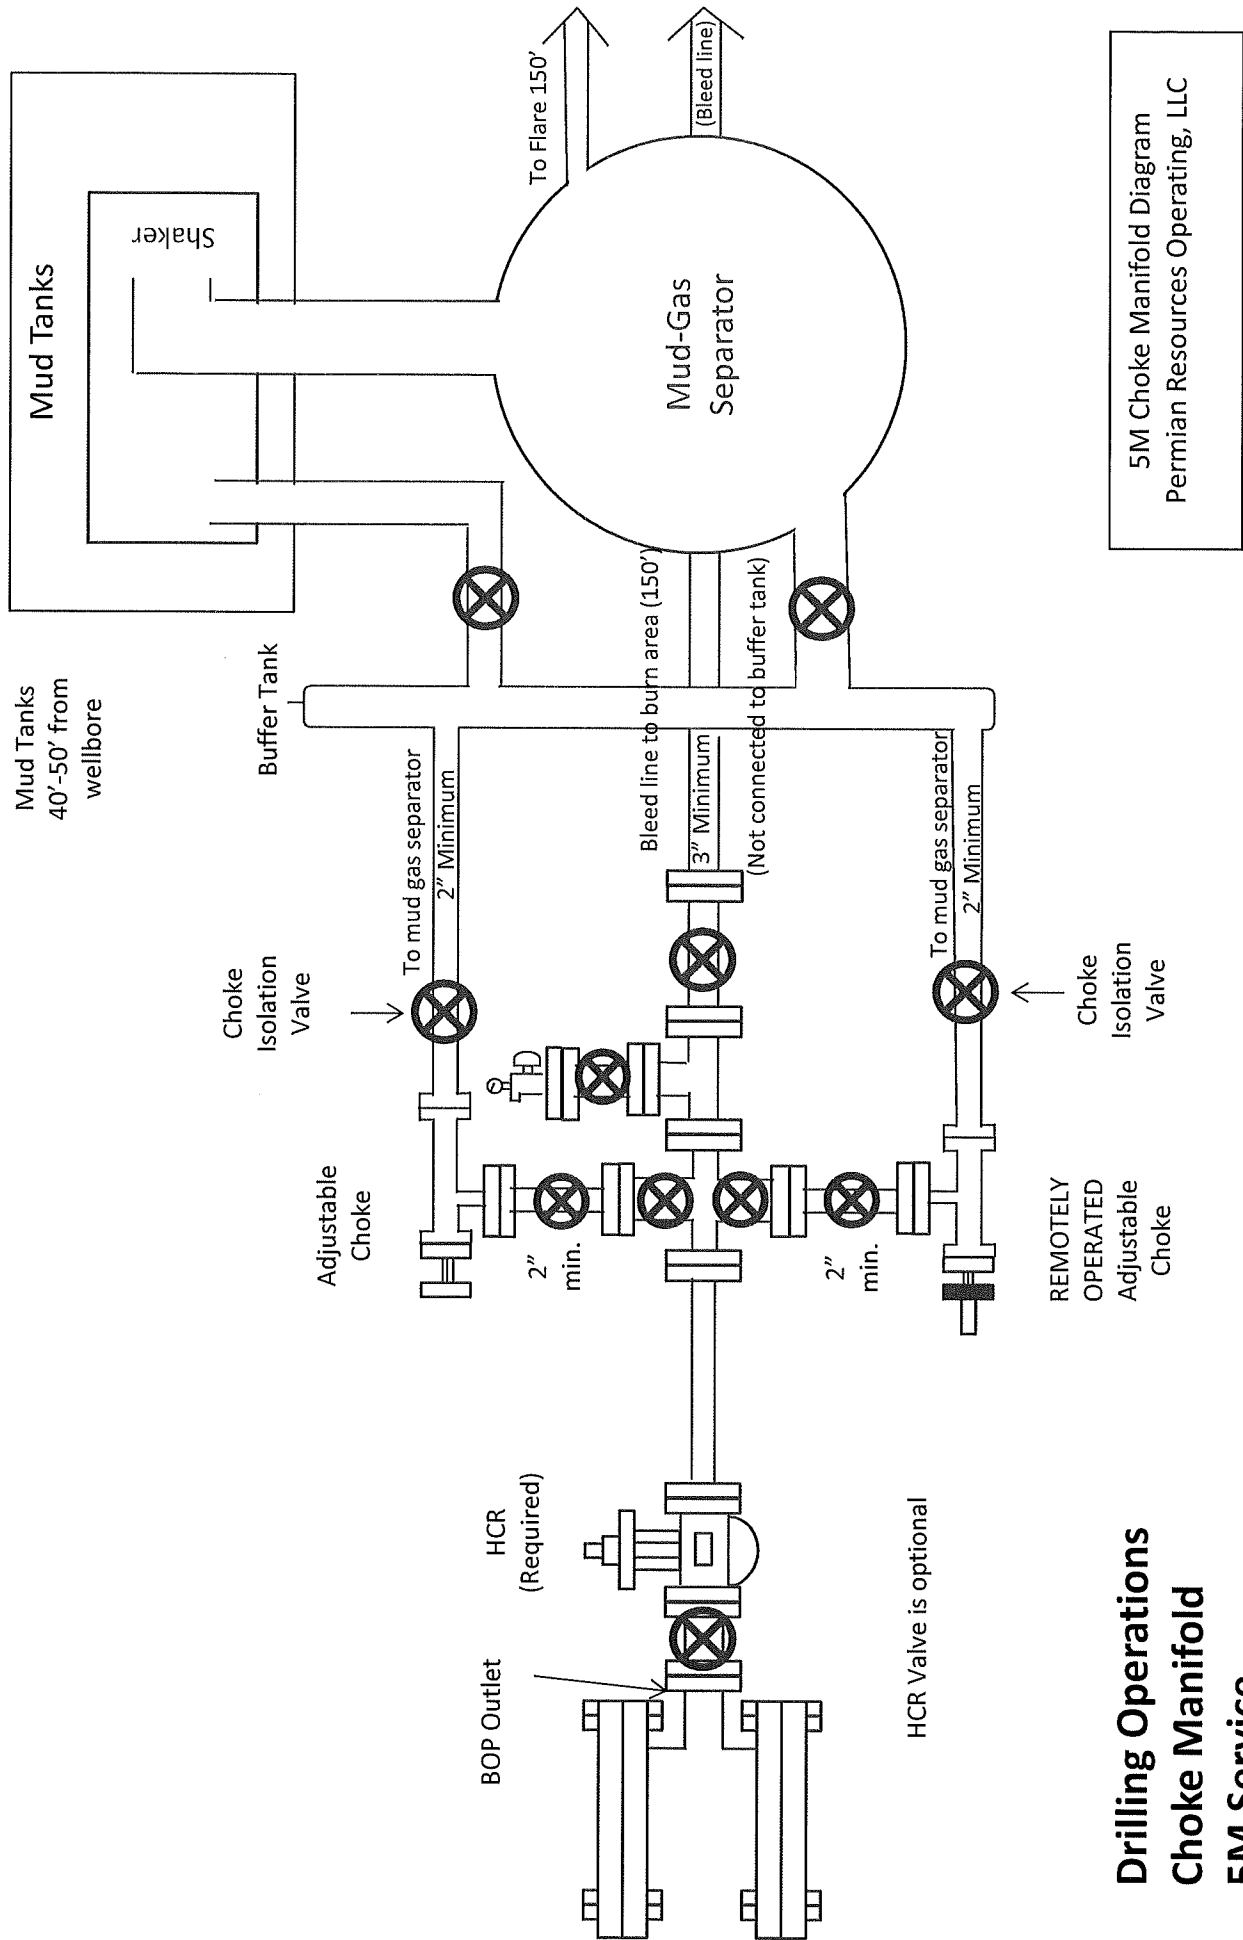 Mud Tanks
40'-50' from
wellbore
Mud Tanks
Shaker
Buffer Tank
To Flare 150'
(Bleed line)
Mud-Gas
Separator
Choke
Isolation
Valve
To mud gas separator
2" Minimum
Bleed line to burn area (150')
3" Minimum
(Not connected to buffer tank)
To mud gas separator
2" Minimum
Choke
Isolation
Valve
Adjustable
Choke
2"
min.
2"
min.
REMOTELY
OPERATED
Adjustable
Choke
HCR
(Required)
BOP Outlet
HCR Valve is optional
Drilling Operations
Choke Manifold
5M Service
5M Choke Manifold Diagram
Permian Resources Operating, LLC